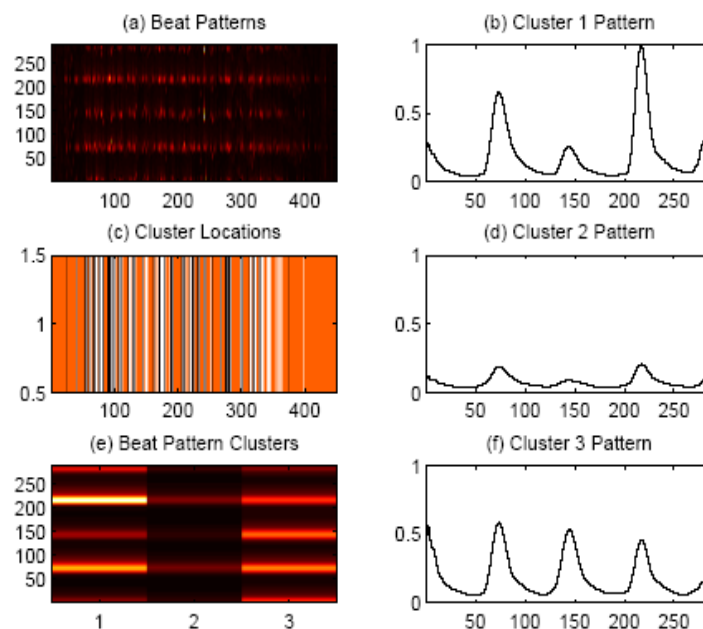 (a) Beat Patterns
250
200
150
100
50
100 200 300 400
(b) Cluster 1 Pattern
1
0.5
0
50 100 150 200 250
(c) Cluster Locations
1.5
1
0.5
100 200 300 400
(d) Cluster 2 Pattern
1
0.5
0
50 100 150 200 250
(e) Beat Pattern Clusters
250
200
150
100
50
1 2 3
(f) Cluster 3 Pattern
1
0.5
0
50 100 150 200 250